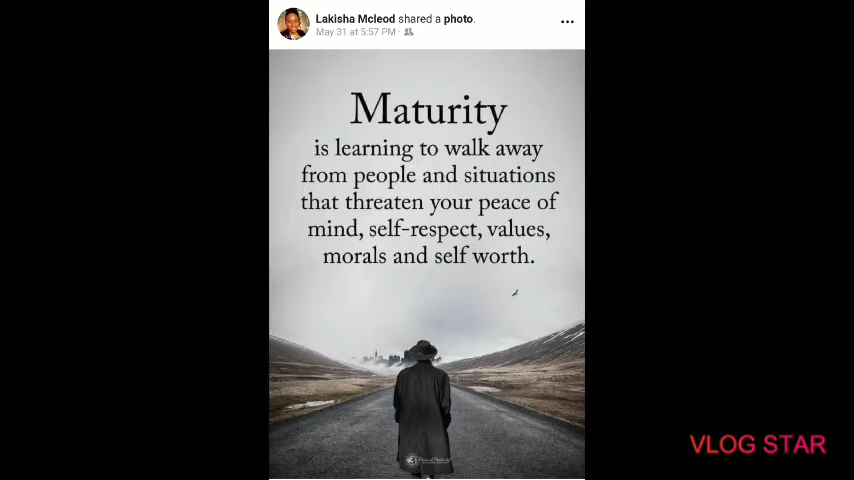 Lakisha Mcleod shared a photo.
May 31 at 5:57 PM ·
Maturity
is learning to walk away
from people and situations
that threaten your peace of
mind, self-respect, values,
morals and self worth.
VLOG STAR